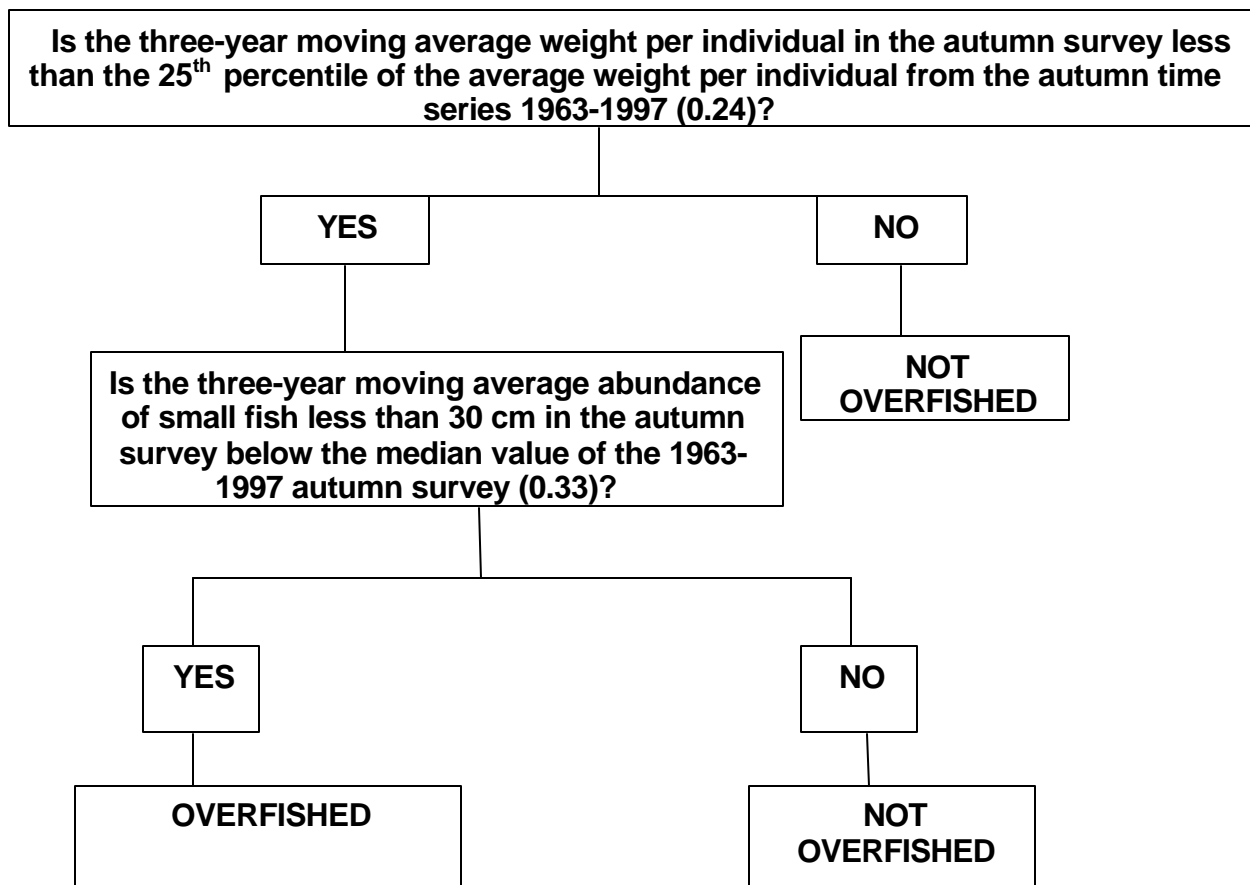 Is the three-year moving average weight per individual in the autumn survey less
than the 25th percentile of the average weight per individual from the autumn time
series 1963-1997 (0.24)?
YES
NO
NOT
OVERFISHED
Is the three-year moving average abundance
of small fish less than 30 cm in the autumn
survey below the median value of the 1963-
1997 autumn survey (0.33)?
YES
NO
OVERFISHED
NOT
OVERFISHED